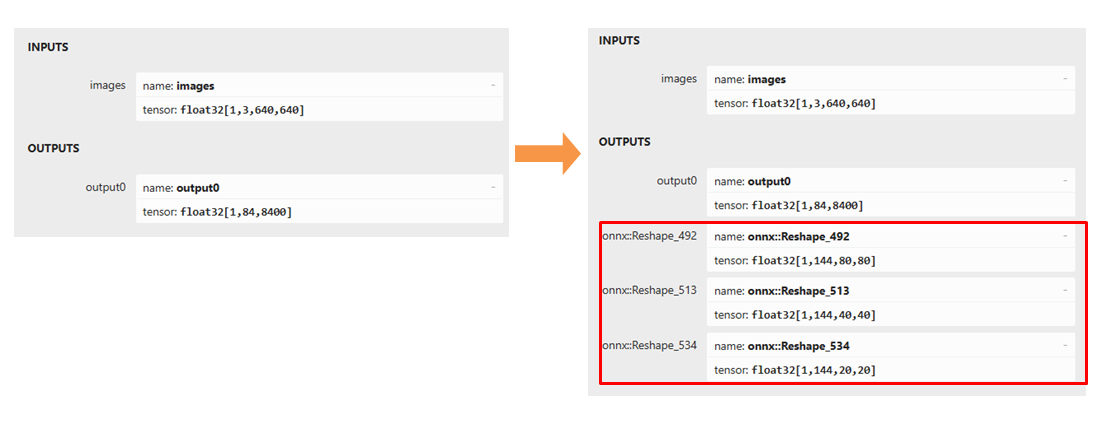 INPUTS
images name: images -
tensor: float32[1,3,640,640]
OUTPUTS
output0 name: output0 -
tensor: float32[1,84,8400]
INPUTS
images name: images -
tensor: float32[1,3,640,640]
OUTPUTS
output0 name: output0 -
tensor: float32[1,84,8400]
onnx::Reshape_492 name: onnx::Reshape_492 -
tensor: float32[1,144,80,80]
onnx::Reshape_513 name: onnx::Reshape_513 -
tensor: float32[1,144,40,40]
onnx::Reshape_534 name: onnx::Reshape_534 -
tensor: float32[1,144,20,20]